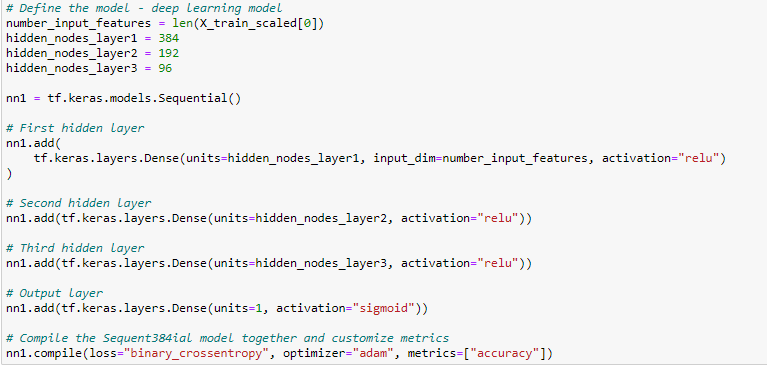 # Define the model - deep learning model
number_input_features = len(X_train_scaled[0])
hidden_nodes_layer1 = 384
hidden_nodes_layer2 = 192
hidden_nodes_layer3 = 96
nn1 = tf.keras.models.Sequential()
# First hidden layer
nn1.add(
    tf.keras.layers.Dense(units=hidden_nodes_layer1, input_dim=number_input_features, activation="relu")
)
# Second hidden layer
nn1.add(tf.keras.layers.Dense(units=hidden_nodes_layer2, activation="relu"))
# Third hidden layer
nn1.add(tf.keras.layers.Dense(units=hidden_nodes_layer3, activation="relu"))
# Output layer
nn1.add(tf.keras.layers.Dense(units=1, activation="sigmoid"))
# Compile the Sequent384ial model together and customize metrics
nn1.compile(loss="binary_crossentropy", optimizer="adam", metrics=["accuracy"])